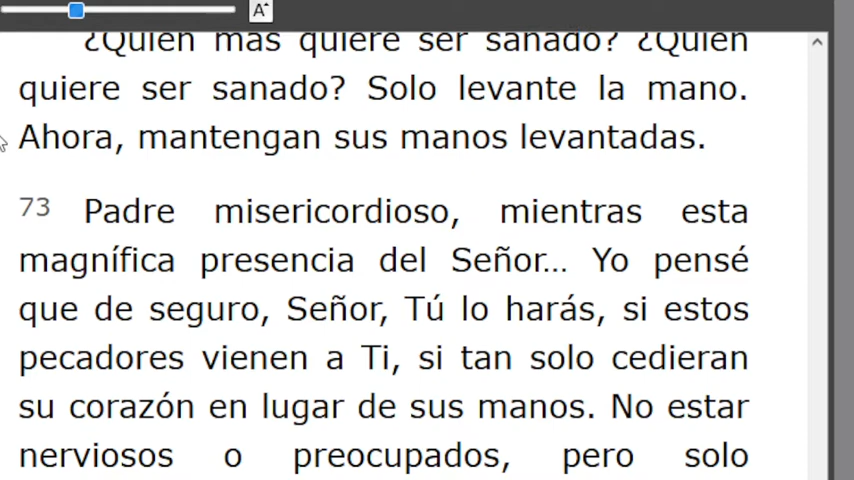 A
¿Quién más quiere ser sanado? ¿Quién
quiere ser sanado? Solo levante la mano.
Ahora, mantengan sus manos levantadas.
73 Padre misericordioso, mientras esta
magnífica presencia del Señor... Yo pensé
que de seguro, Señor, Tú lo harás, si estos
pecadores vienen a Ti, si tan solo cedieran
su corazón en lugar de sus manos. No estar
nerviosos o preocupados, pero solo